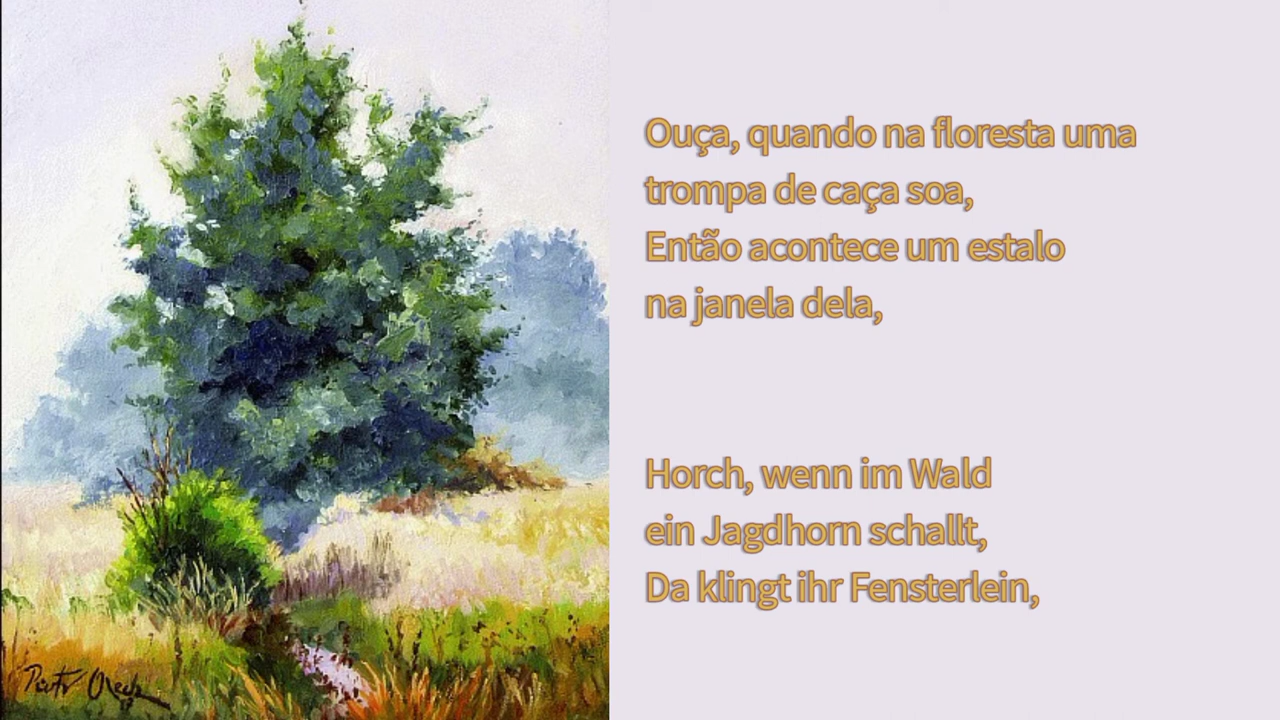 Ouça, quando na floresta uma
trompa de caça soa,
Então acontece um estalo
na janela dela,
Horch, wenn im Wald
ein Jagdhorn schallt,
Da klingt ihr Fensterlein,